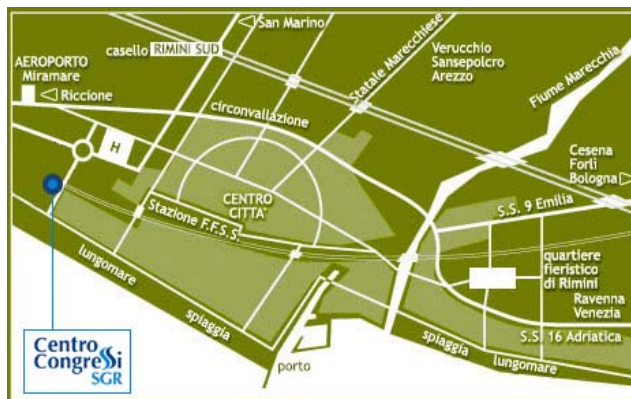 San Marino
casello RIMINI SUD
Statale Marecchiese
Verucchio
Sansepolcro
Arezzo
Fiume Marecchia
AEROPORTO
Miramare
Riccione
circonvallazione
H
Cesena
Forlì
Bologna
CENTRO
CITTA'
S.S. 9 Emilia
Stazione F.F.S.S.
quartiere
fieristico
di Rimini
Ravenna
Venezia
lungomare
spiaggia
S.S. 16 Adriatica
spiaggia
lungomare
porto
Centro
Congressi
SGR